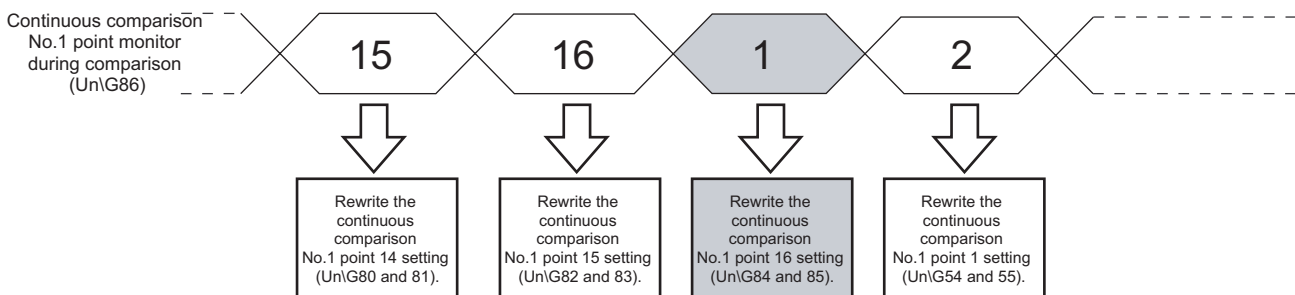 Continuous comparison
No.1 point monitor
during comparison
(Un\G86)
15
16
1
2
Rewrite the
continuous
comparison
No.1 point 14 setting
(Un\G80 and 81).
Rewrite the
continuous
comparison
No.1 point 15 setting
(Un\G82 and 83).
Rewrite the
continuous
comparison
No.1 point 16 setting
(Un\G84 and 85).
Rewrite the
continuous
comparison
No.1 point 1 setting
(Un\G54 and 55).